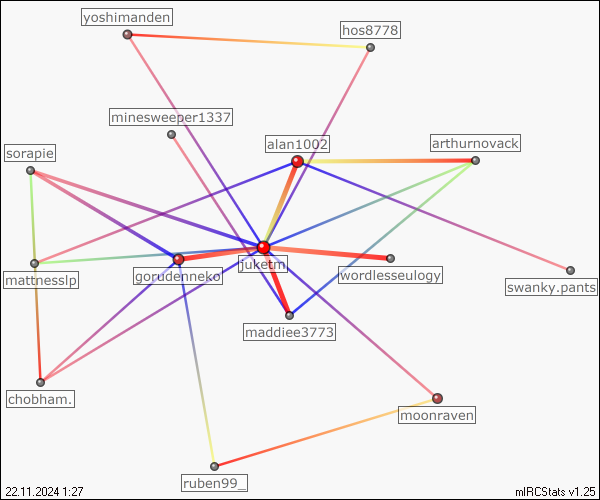 yoshimanden
hos8778
minesweeper1337
alan1002
arthurnovack
sorapie
mattnesslp
gorudenneko
juketm
wordlesseulogy
swanky.pants
maddiee3773
chobham.
moonraven
ruben99_
22.11.2024 1:27
mIRCStats v1.25